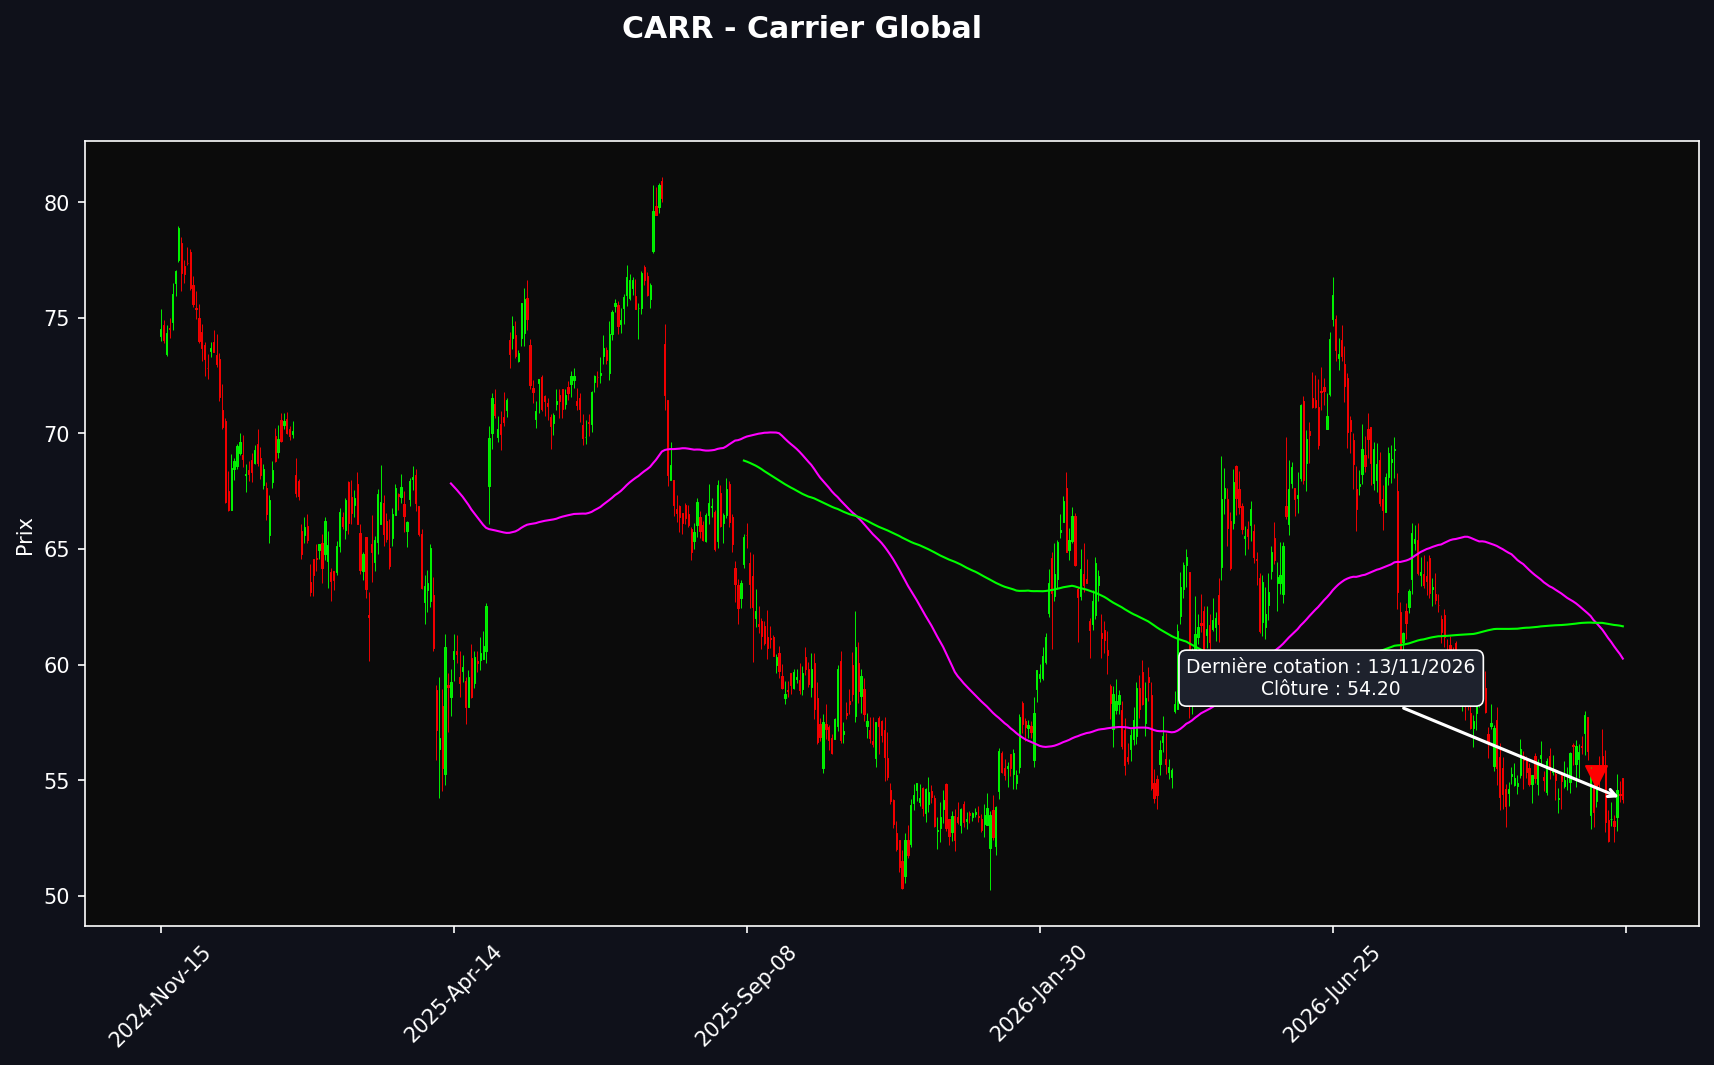 CARR - Carrier Global
Prix
80
75
70
65
60
55
50
Dernière cotation : 13/11/2026
Clôture : 54.20
2024-Nov-15
2025-Apr-14
2025-Sep-08
2026-Jan-30
2026-Jun-25